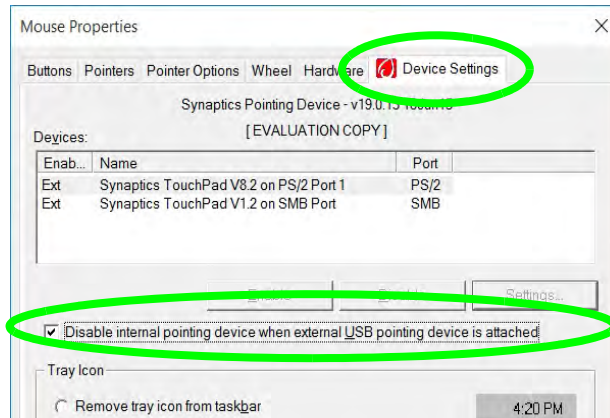 Mouse Properties
Buttons Pointers Pointer Options Wheel Hardware Device Settings
Synaptics Pointing Device -
[EVALUATION COPY]
Devices:
Enab... Name Port
Ext Synaptics TouchPad V8.2 on PS/2 Port 1 PS/2
Ext Synaptics TouchPad V1.2 on SMB Port SMB
Enable Settings...
Disable internal pointing device when external USB pointing device is attached
Tray Icon
Remove tray icon from taskbar
4:20 PM